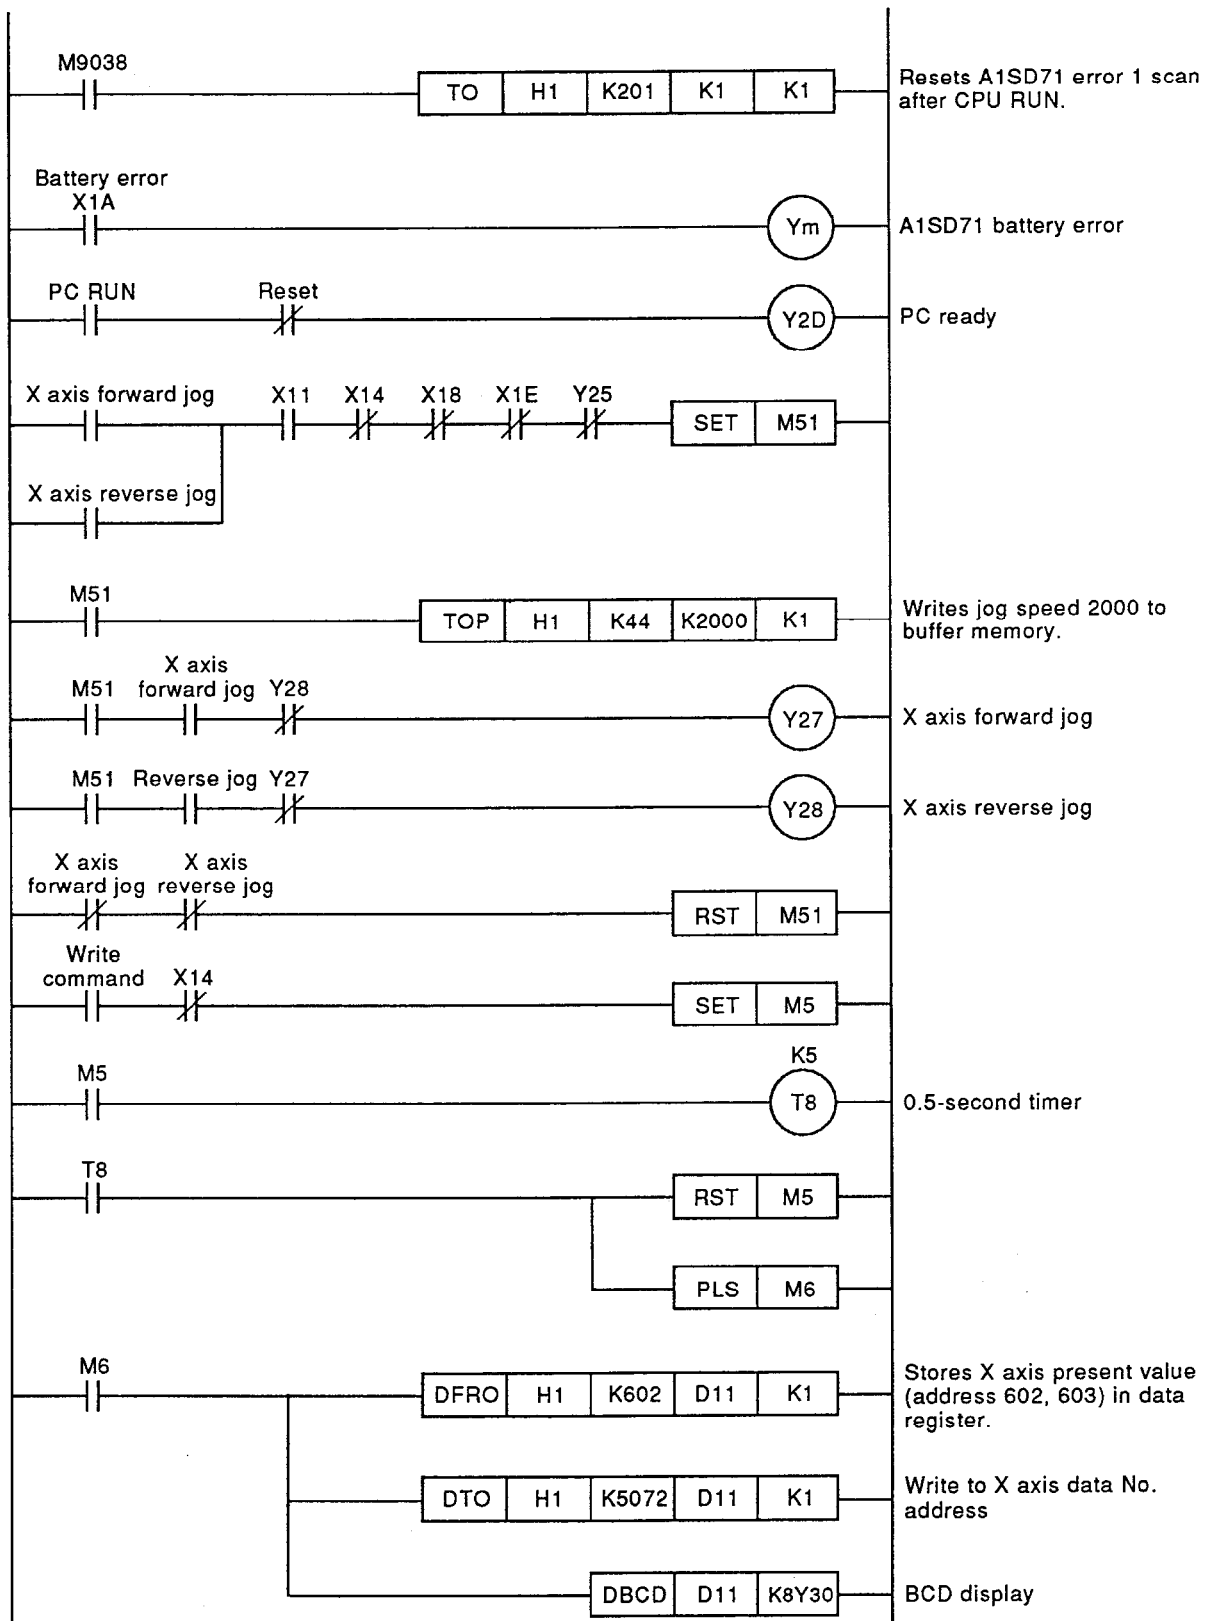 M9038
TO H1 K201 K1 K1
Resets A1SD71 error 1 scan
after CPU RUN.
Battery error
X1A
Ym
A1SD71 battery error
PC RUN Reset
Y2D
PC ready
X axis forward jog X11 X14 X18 X1E Y25
SET M51
X axis reverse jog
M51
TOP H1 K44 K2000 K1
Writes jog speed 2000 to
buffer memory.
X axis
M51 forward jog Y28
Y27
X axis forward jog
M51 Reverse jog Y27
Y28
X axis reverse jog
X axis X axis
forward jog reverse jog
RST M51
Write
command X14
SET M5
K5
M5
T8
0.5-second timer
T8
RST M5
PLS M6
M6
DFRO H1 K602 D11 K1
Stores X axis present value
(address 602, 603) in data
register.
DTO H1 K5072 D11 K1
Write to X axis data No.
address
DBCD D11 K8Y30
BCD display